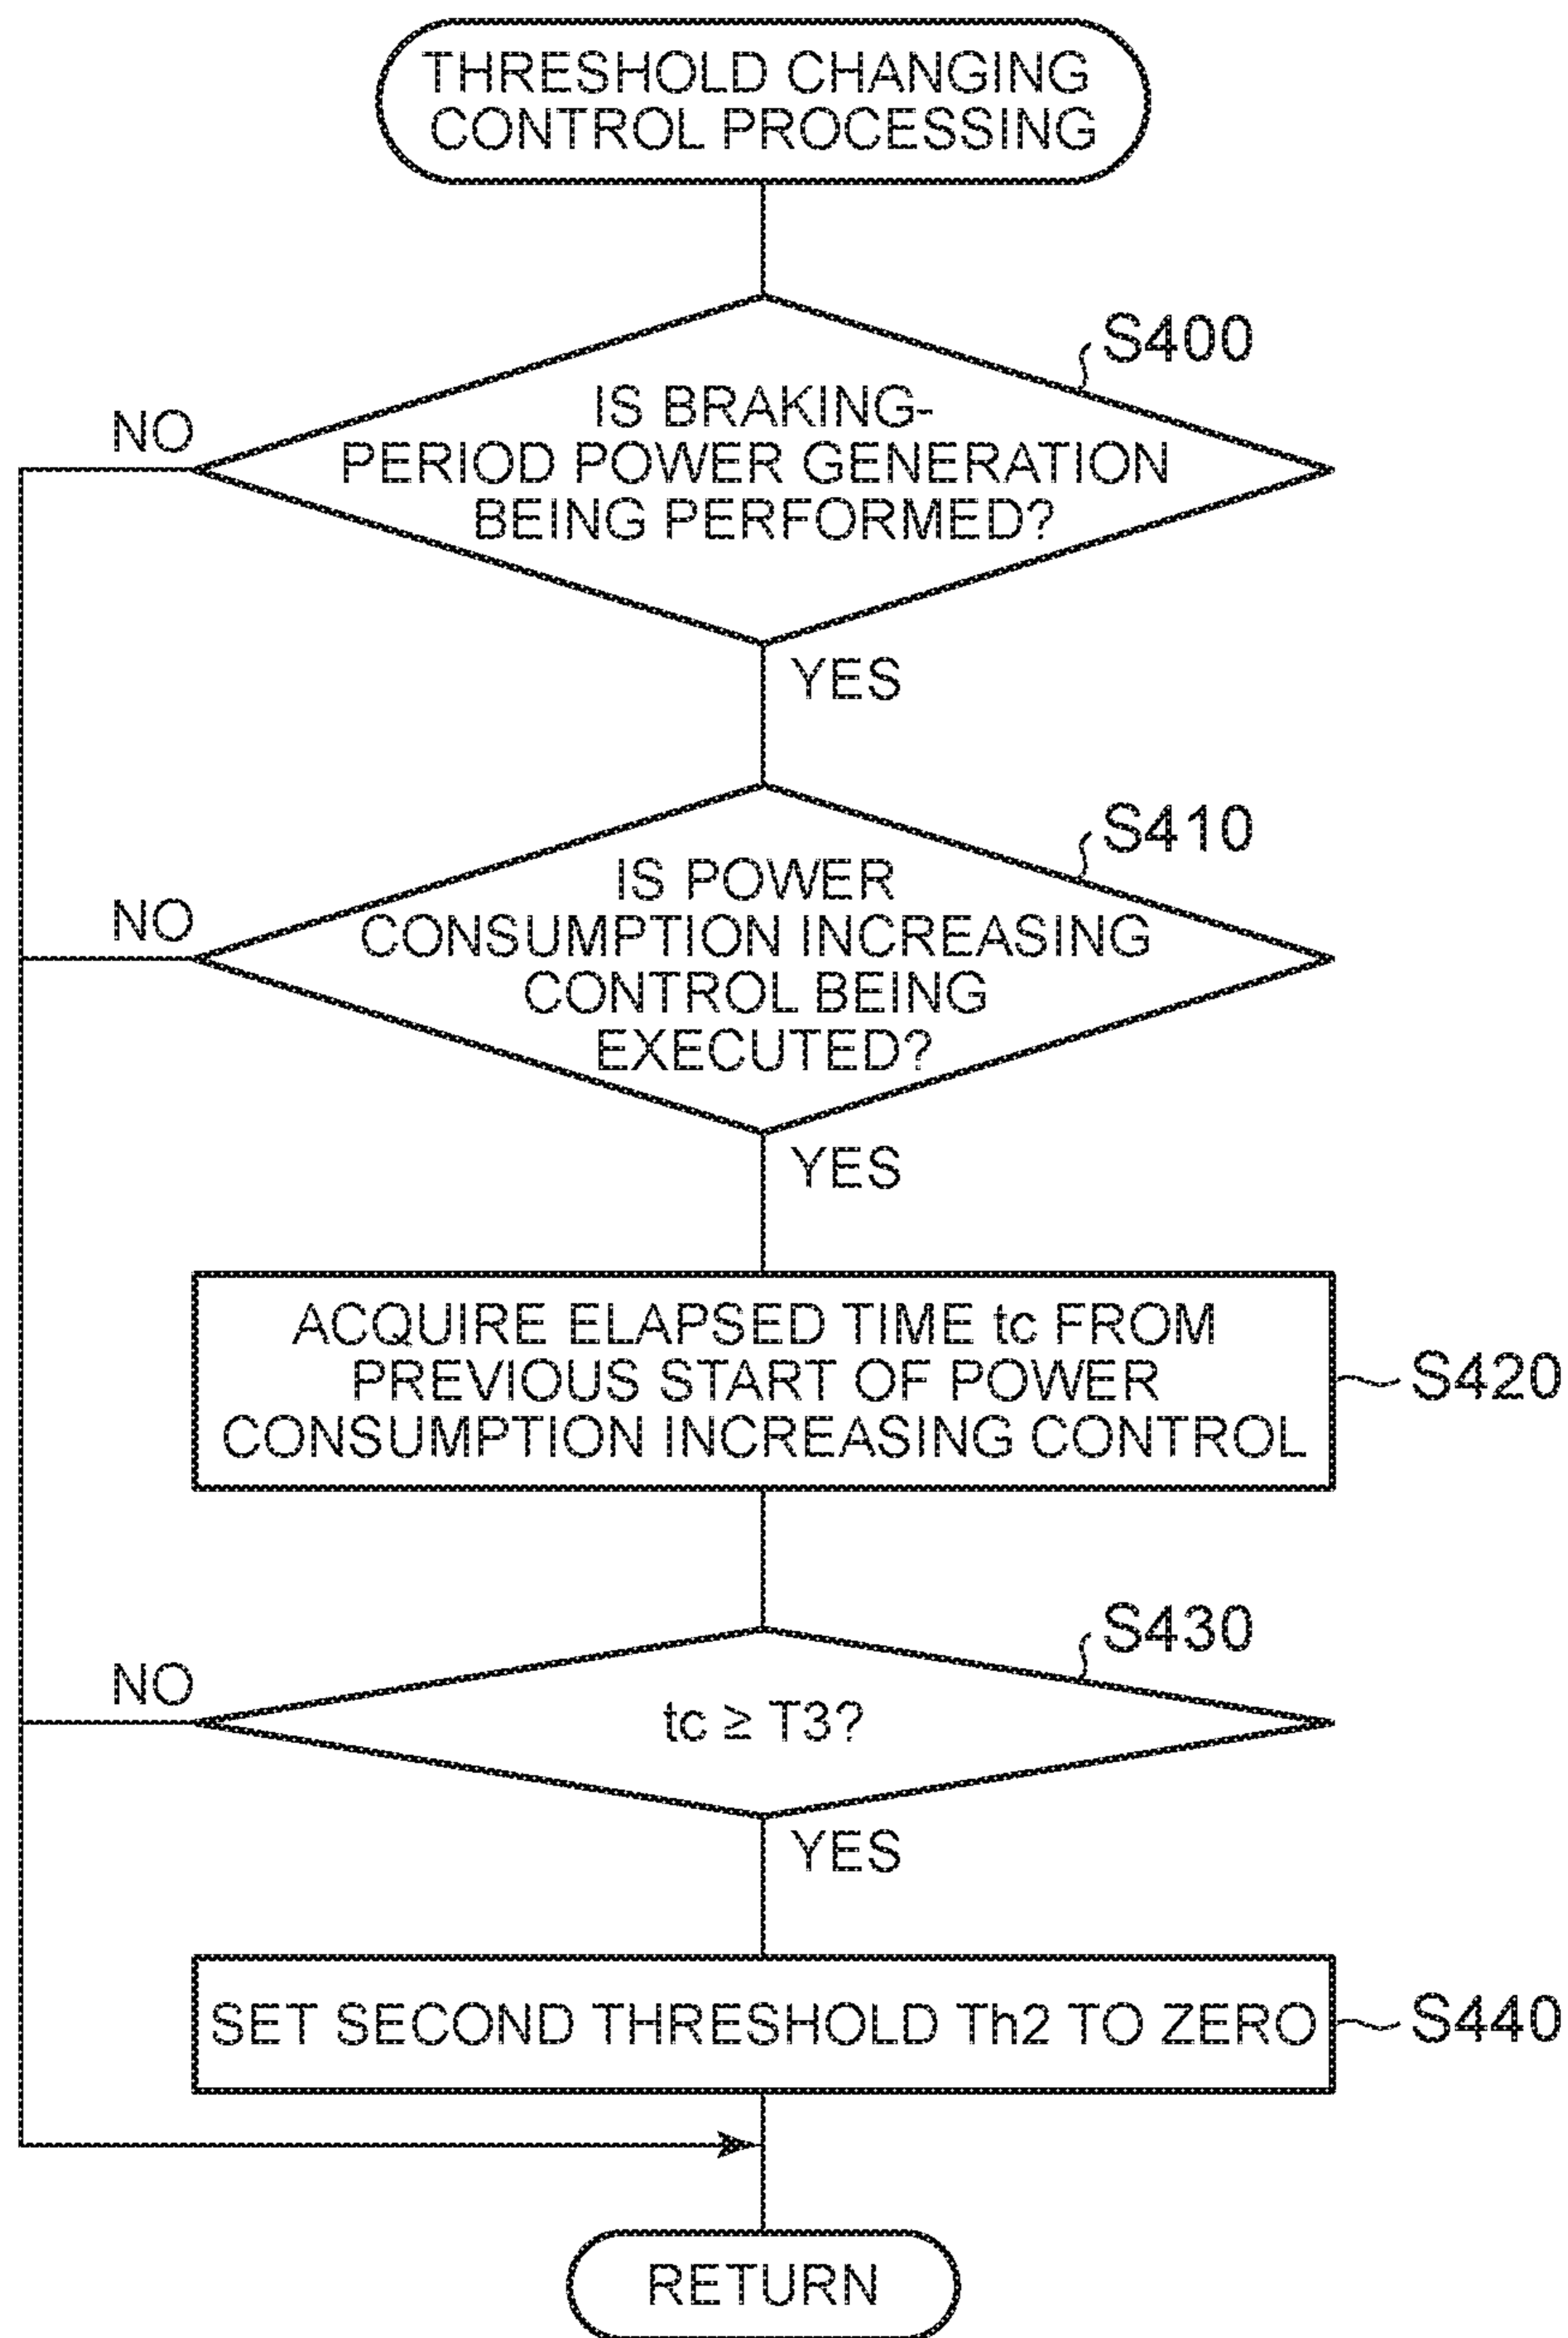 THRESHOLD CHANGING
CONTROL PROCESSING
S400
NO
IS BRAKING-
PERIOD POWER GENERATION
BEING PERFORMED?
YES
S410
NO
IS POWER
CONSUMPTION INCREASING
CONTROL BEING
EXECUTED?
YES
ACQUIRE ELAPSED TIME tc FROM
PREVIOUS START OF POWER
CONSUMPTION INCREASING CONTROL
S420
S430
NO
tc ≥ T3?
YES
SET SECOND THRESHOLD Th2 TO ZERO
S440
RETURN